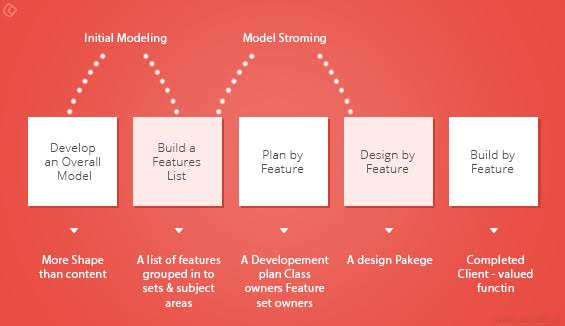 Initial Modeling
Model Stroming
Develop
an Overall
Model
Build a
Features
List
Plan by
Feature
Design by
Feature
Build by
Feature
More Shape
than content
A list of features
grouped in to
sets & subject
areas
A Developement
plan Class
owners Feature
set owners
A design Pakege
Completed
Client - valued
functin